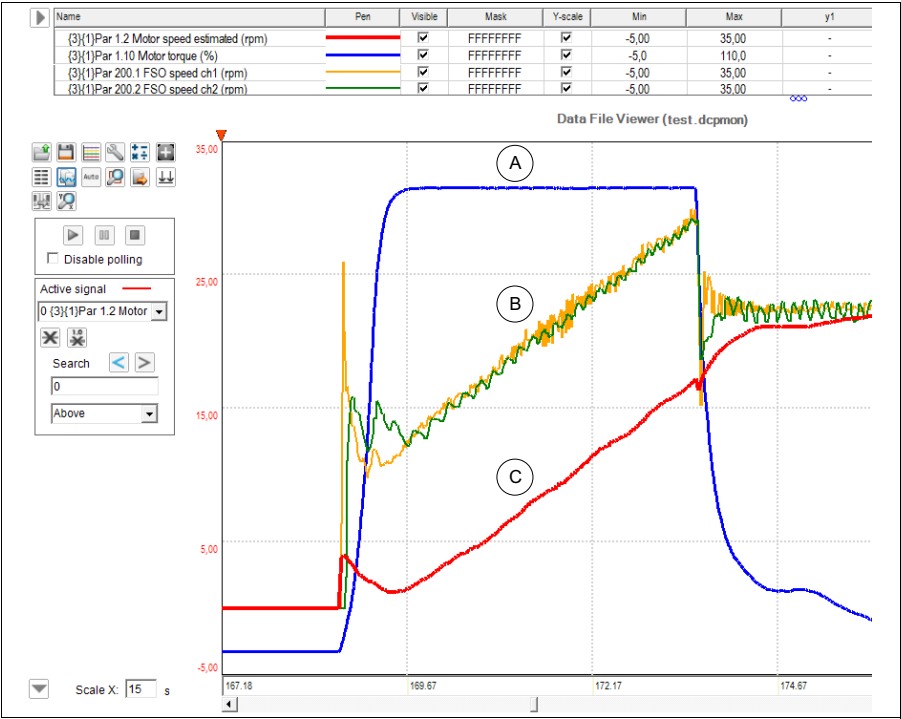 Name Pen Visible Mask Y-scale Min Max y1
{3}{1}Par 1.2 Motor speed estimated (rpm) FFFFFFFF -5,00 35,00 -
{3}{1}Par 1.10 Motor torque (%) FFFFFFFF -5,0 110,0 -
{3}{1}Par 200.1 FSO speed ch1 (rpm) FFFFFFFF -5,00 35,00 -
{3}{1}Par 200.2 FSO speed ch2 (rpm) FFFFFFFF -5,00 35,00 -
Data File Viewer (test.dcpmon)
35,00
A
Auto
Disable polling
25,00
Active signal
0 {3}{1}Par 1.2 Motor
B
1.0
Search
0
Above
15,00
C
5,00
-5,00
Scale X: 15 s
167.18 169.67 172.17 174.67